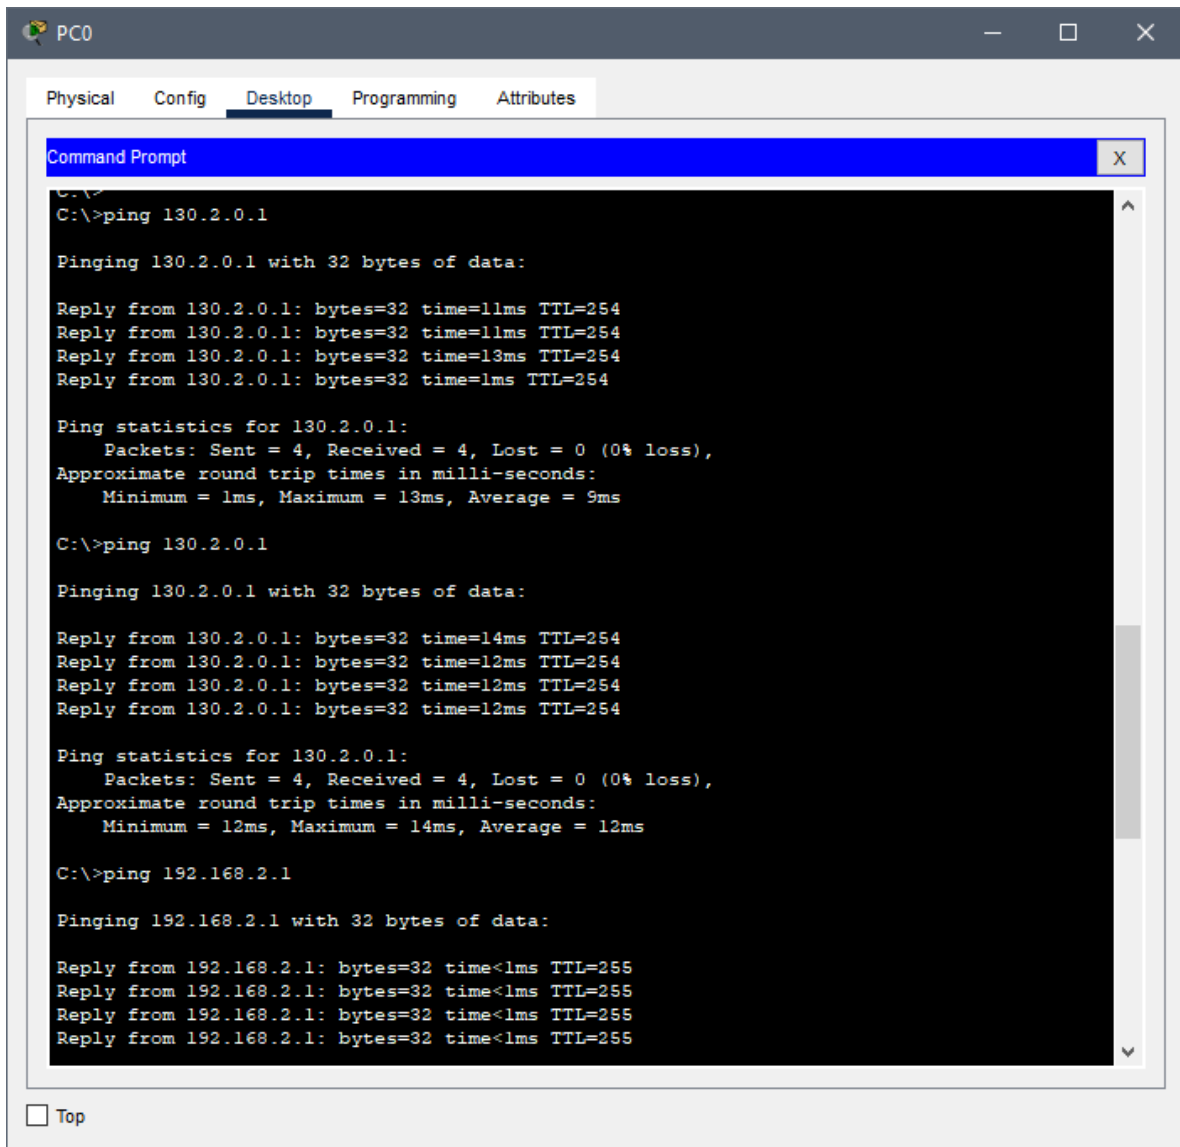 PC0
Physical Config Desktop Programming Attributes
Command Prompt X
C:\>
C:\>ping 130.2.0.1
Pinging 130.2.0.1 with 32 bytes of data:
Reply from 130.2.0.1: bytes=32 time=11ms TTL=254
Reply from 130.2.0.1: bytes=32 time=11ms TTL=254
Reply from 130.2.0.1: bytes=32 time=13ms TTL=254
Reply from 130.2.0.1: bytes=32 time=1ms TTL=254
Ping statistics for 130.2.0.1:
Packets: Sent = 4, Received = 4, Lost = 0 (0% loss),
Approximate round trip times in milli-seconds:
Minimum = 1ms, Maximum = 13ms, Average = 9ms
C:\>ping 130.2.0.1
Pinging 130.2.0.1 with 32 bytes of data:
Reply from 130.2.0.1: bytes=32 time=14ms TTL=254
Reply from 130.2.0.1: bytes=32 time=12ms TTL=254
Reply from 130.2.0.1: bytes=32 time=12ms TTL=254
Reply from 130.2.0.1: bytes=32 time=12ms TTL=254
Ping statistics for 130.2.0.1:
Packets: Sent = 4, Received = 4, Lost = 0 (0% loss),
Approximate round trip times in milli-seconds:
Minimum = 12ms, Maximum = 14ms, Average = 12ms
C:\>ping 192.168.2.1
Pinging 192.168.2.1 with 32 bytes of data:
Reply from 192.168.2.1: bytes=32 time<1ms TTL=255
Reply from 192.168.2.1: bytes=32 time<1ms TTL=255
Reply from 192.168.2.1: bytes=32 time<1ms TTL=255
Reply from 192.168.2.1: bytes=32 time<1ms TTL=255
Top